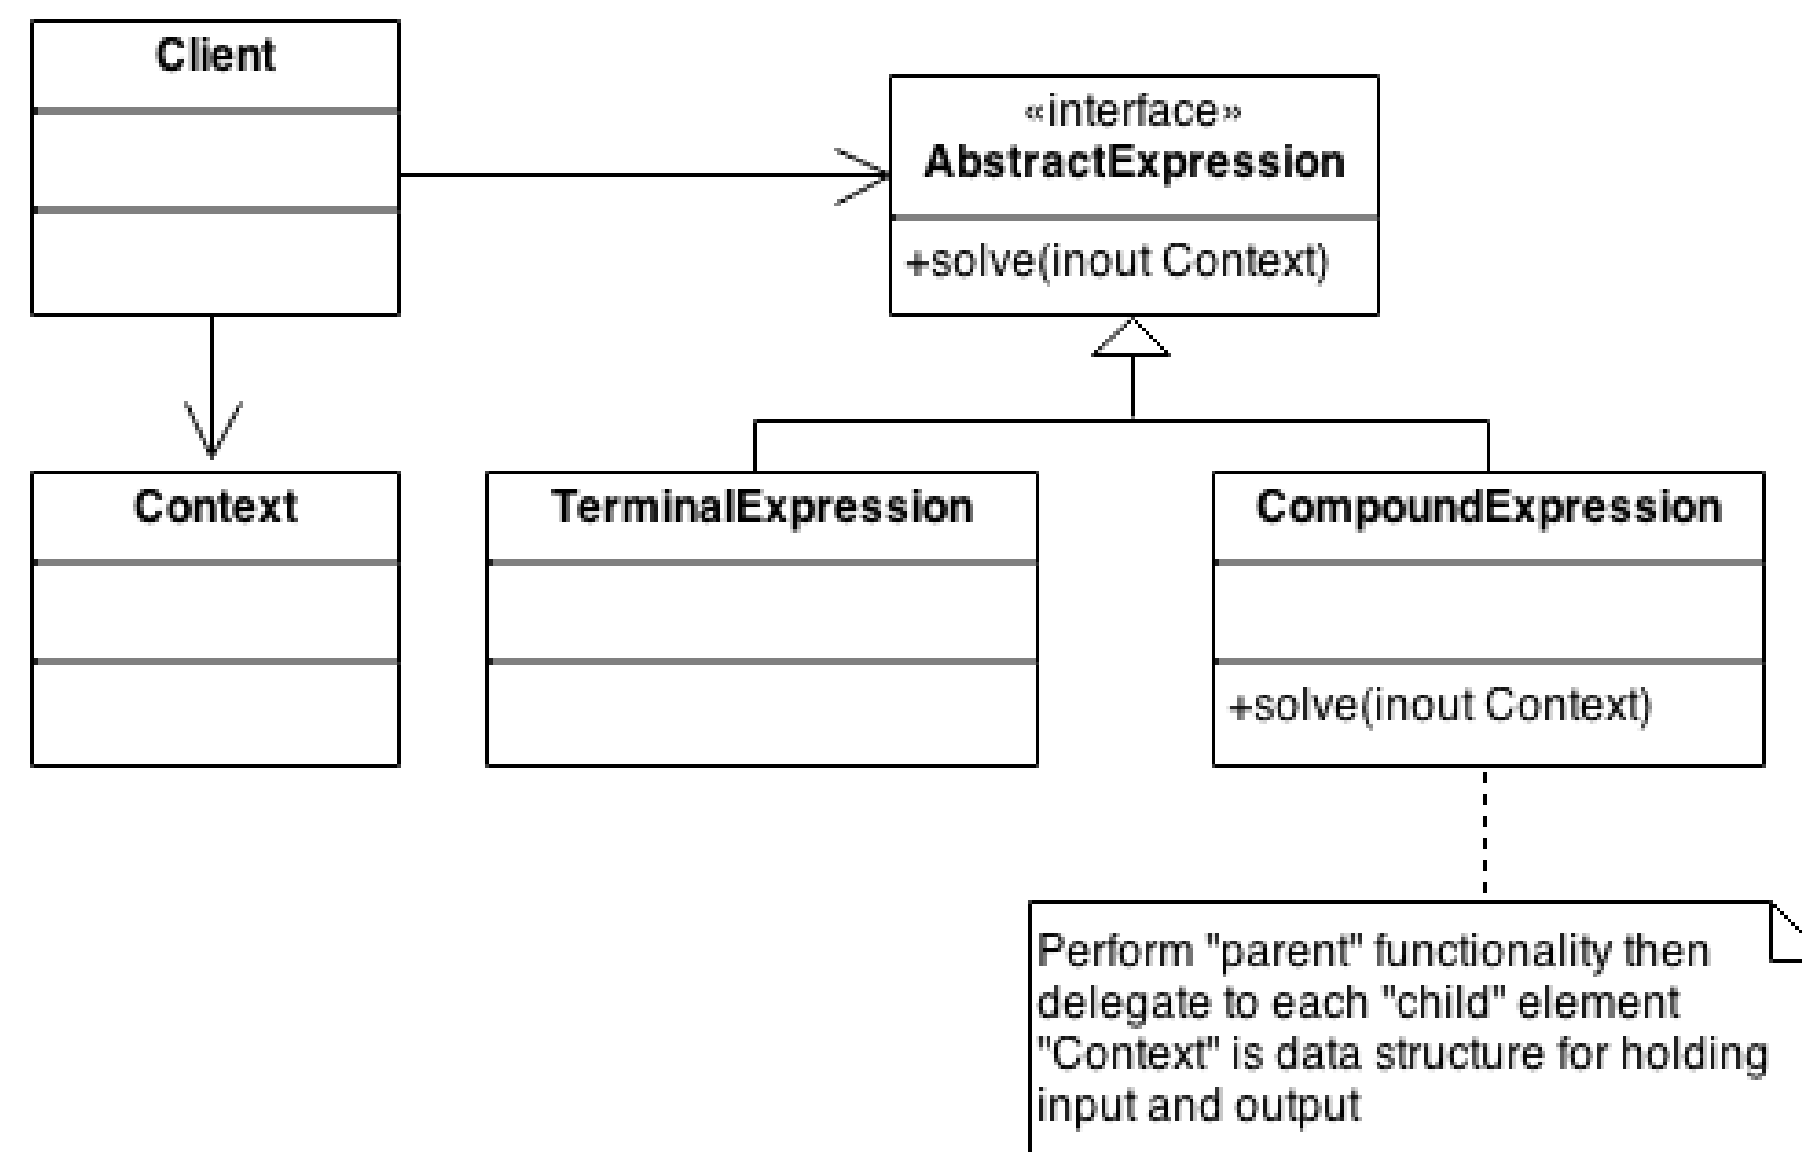 Client
«interface»
AbstractExpression
+solve(inout Context)
Context
TerminalExpression
CompoundExpression
+solve(inout Context)
Perform "parent" functionality then
delegate to each "child" element
"Context" is data structure for holding
input and output